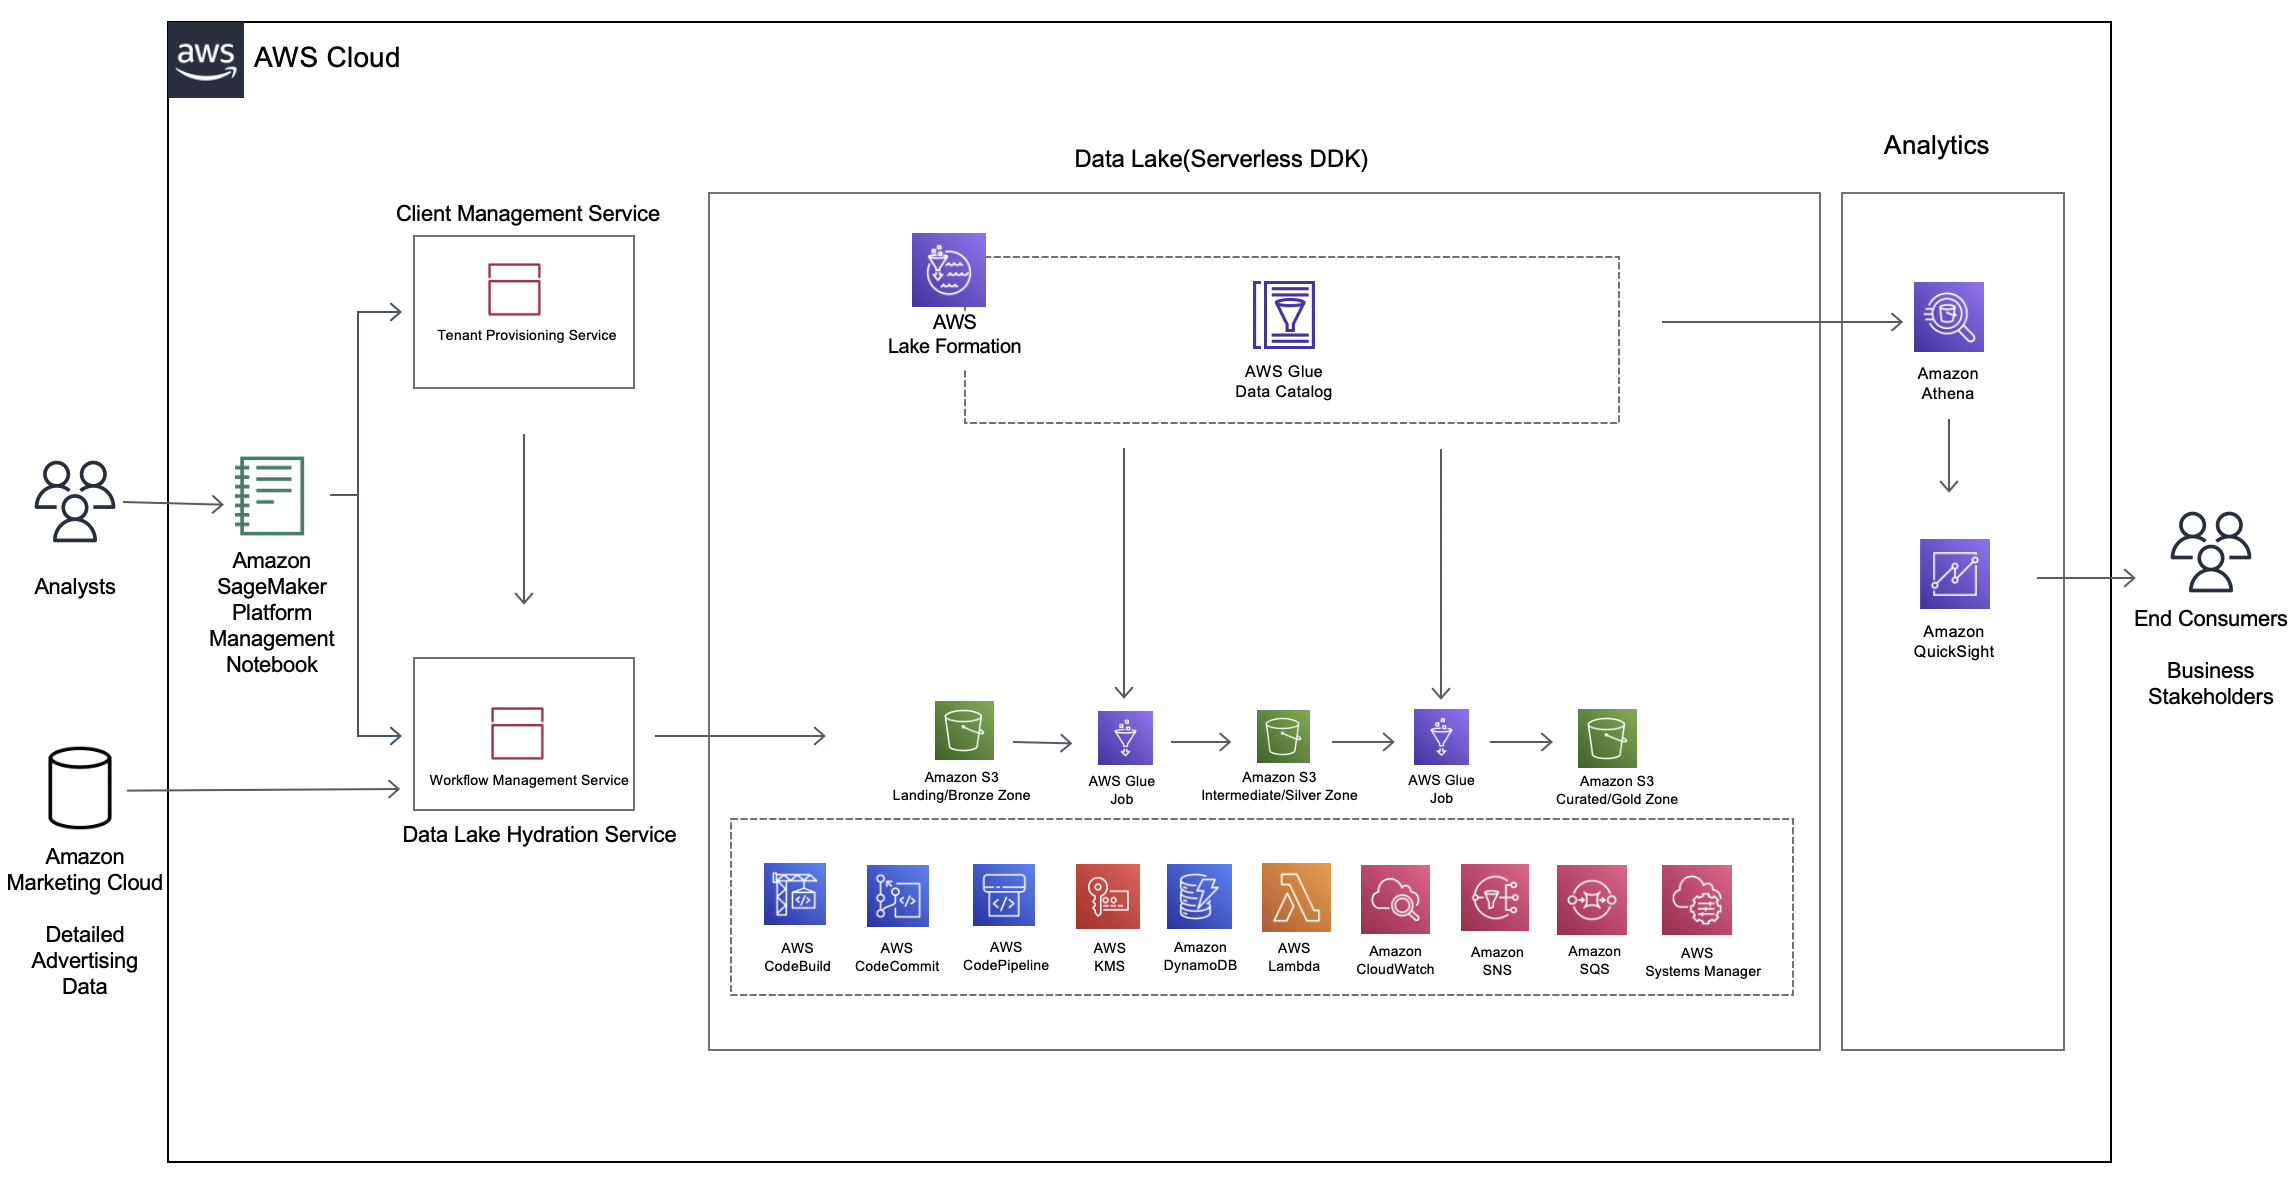 aws
AWS Cloud
Analytics
Data Lake(Serverless DDK)
Client Management Service
Tenant Provisioning Service
AWS
Lake Formation
AWS Glue
Data Catalog
Amazon
Athena
Analysts
Amazon
SageMaker
Platform
Management
Notebook
Amazon
QuickSight
End Consumers
Business
Stakeholders
Workflow Management Service
Data Lake Hydration Service
Amazon S3
Landing/Bronze Zone
AWS Glue
Job
Amazon S3
Intermediate/Silver Zone
AWS Glue
Job
Amazon S3
Curated/Gold Zone
Amazon
Marketing Cloud
Detailed
Advertising
Data
AWS
CodeBuild
AWS
CodeCommit
AWS
CodePipeline
AWS
KMS
Amazon
DynamoDB
AWS
Lambda
Amazon
CloudWatch
Amazon
SNS
Amazon
SQS
AWS
Systems Manager